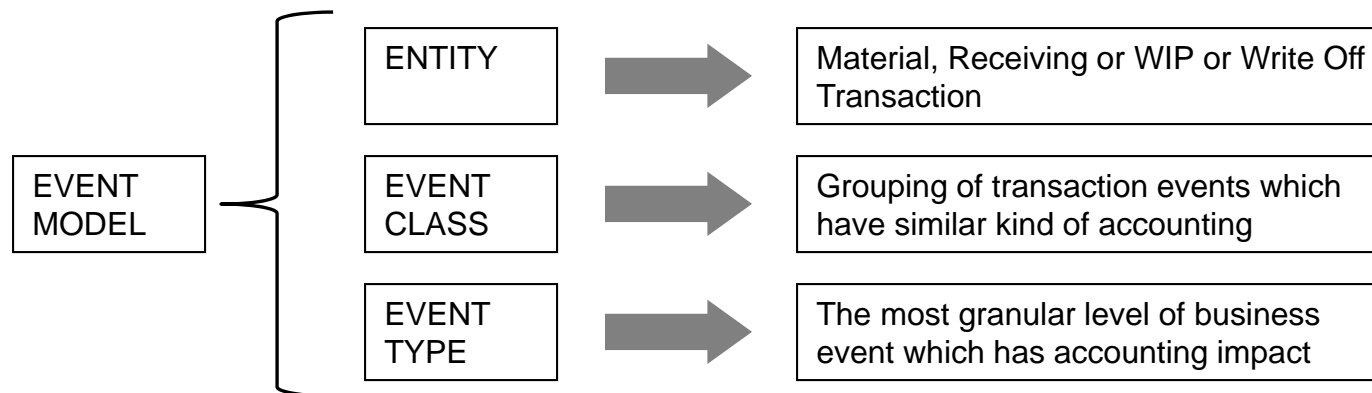 ENTITY
Material, Receiving or WIP or Write Off
Transaction
EVENT
MODEL
EVENT
CLASS
Grouping of transaction events which
have similar kind of accounting
EVENT
TYPE
The most granular level of business
event which has accounting impact